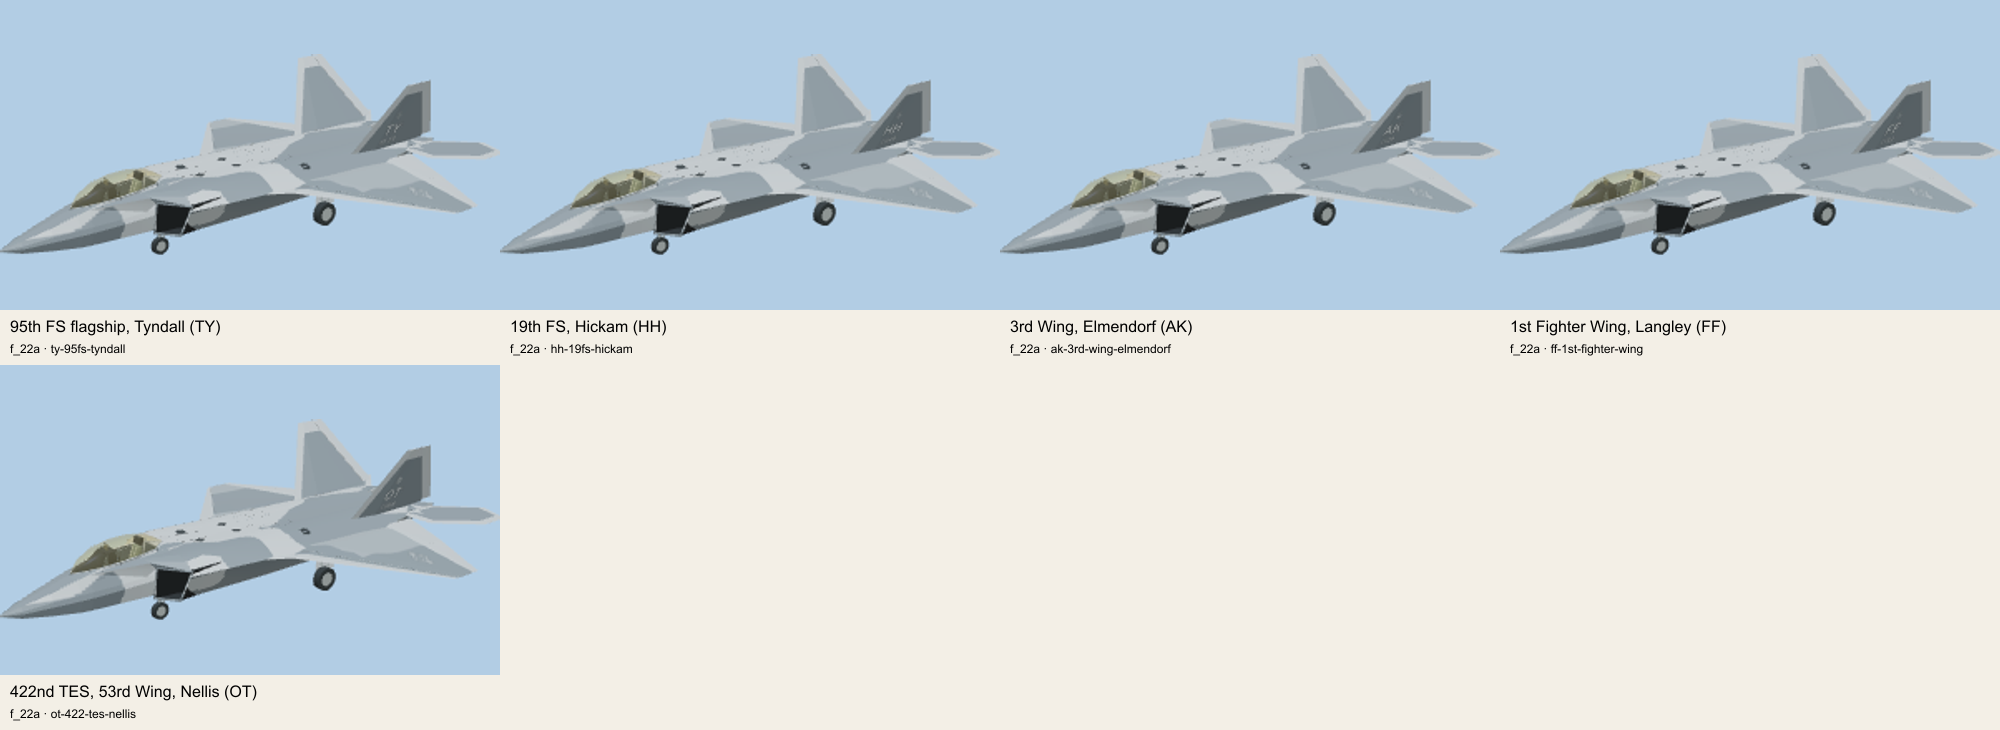 TY
HH
AK
FF
95th FS flagship, Tyndall (TY)
19th FS, Hickam (HH)
3rd Wing, Elmendorf (AK)
1st Fighter Wing, Langley (FF)
f_22a · ty-95fs-tyndall
f_22a · hh-19fs-hickam
f_22a · ak-3rd-wing-elmendorf
f_22a · ff-1st-fighter-wing
OT
422nd TES, 53rd Wing, Nellis (OT)
f_22a · ot-422-tes-nellis